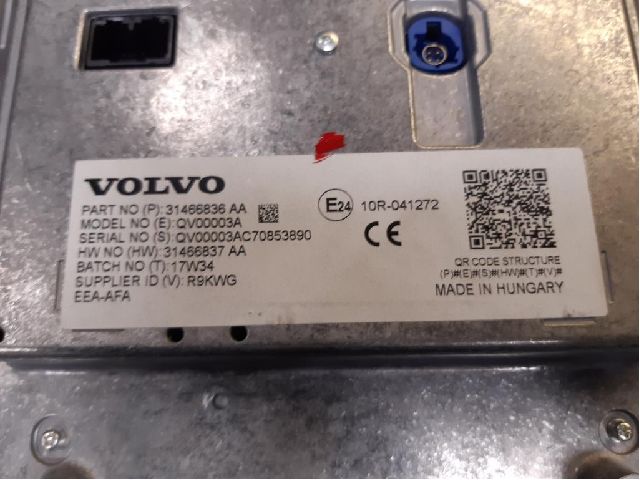 VOLVO
PART NO (P): 31466836 AA
MODEL NO (E): QV00003A
SERIAL NO (S): QV00003AC70853890
HW NO (HW): 31466837 AA
BATCH NO (T): 17W34
SUPPLIER ID (V): R9KWG
EEA-AFA
E24 10R-041272
CE
QR CODE STRUCTURE
(P)#(E)#(S)#(HW)#(T)#(V)#
MADE IN HUNGARY